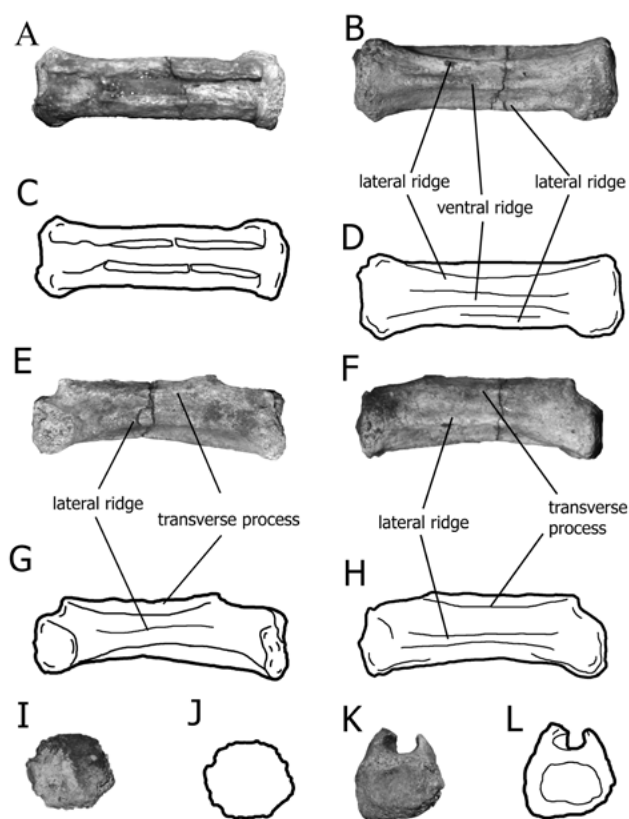 A
B
lateral ridge
lateral ridge
ventral ridge
C
D
E
F
lateral ridge
transverse process
lateral ridge
transverse
process
G
H
I
J
K
L